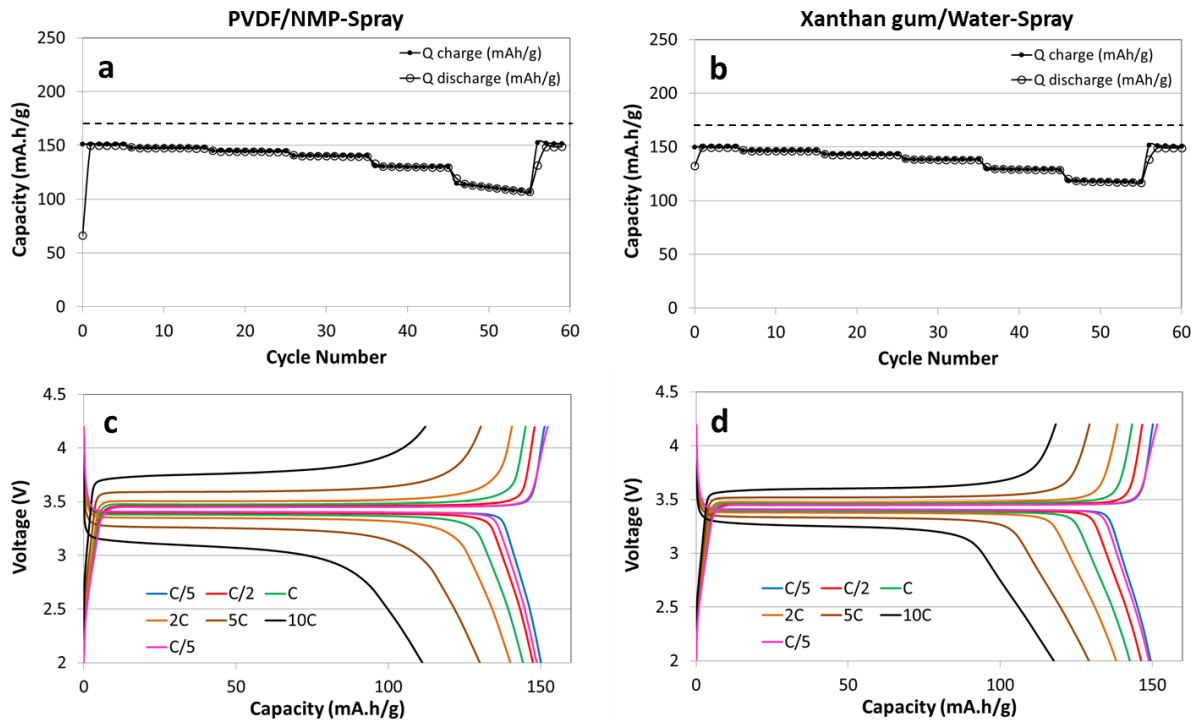 PVDF/NMP-Spray
a
Q charge (mAh/g)
Q discharge (mAh/g)
250
200
150
100
50
0
Capacity (mA.h/g)
0 10 20 30 40 50 60
Cycle Number
Xanthan gum/Water-Spray
b
Q charge (mAh/g)
Q discharge (mAh/g)
250
200
150
100
50
0
Capacity (mA.h/g)
0 10 20 30 40 50 60
Cycle Number
c
4.5
4
3.5
3
2.5
2
Voltage (V)
C/5 C/2 C
2C 5C 10C
C/5
0 50 100 150
Capacity (mA.h/g)
d
4.5
4
3.5
3
2.5
2
Voltage (V)
C/5 C/2 C
2C 5C 10C
C/5
0 50 100 150
Capacity (mA.h/g)